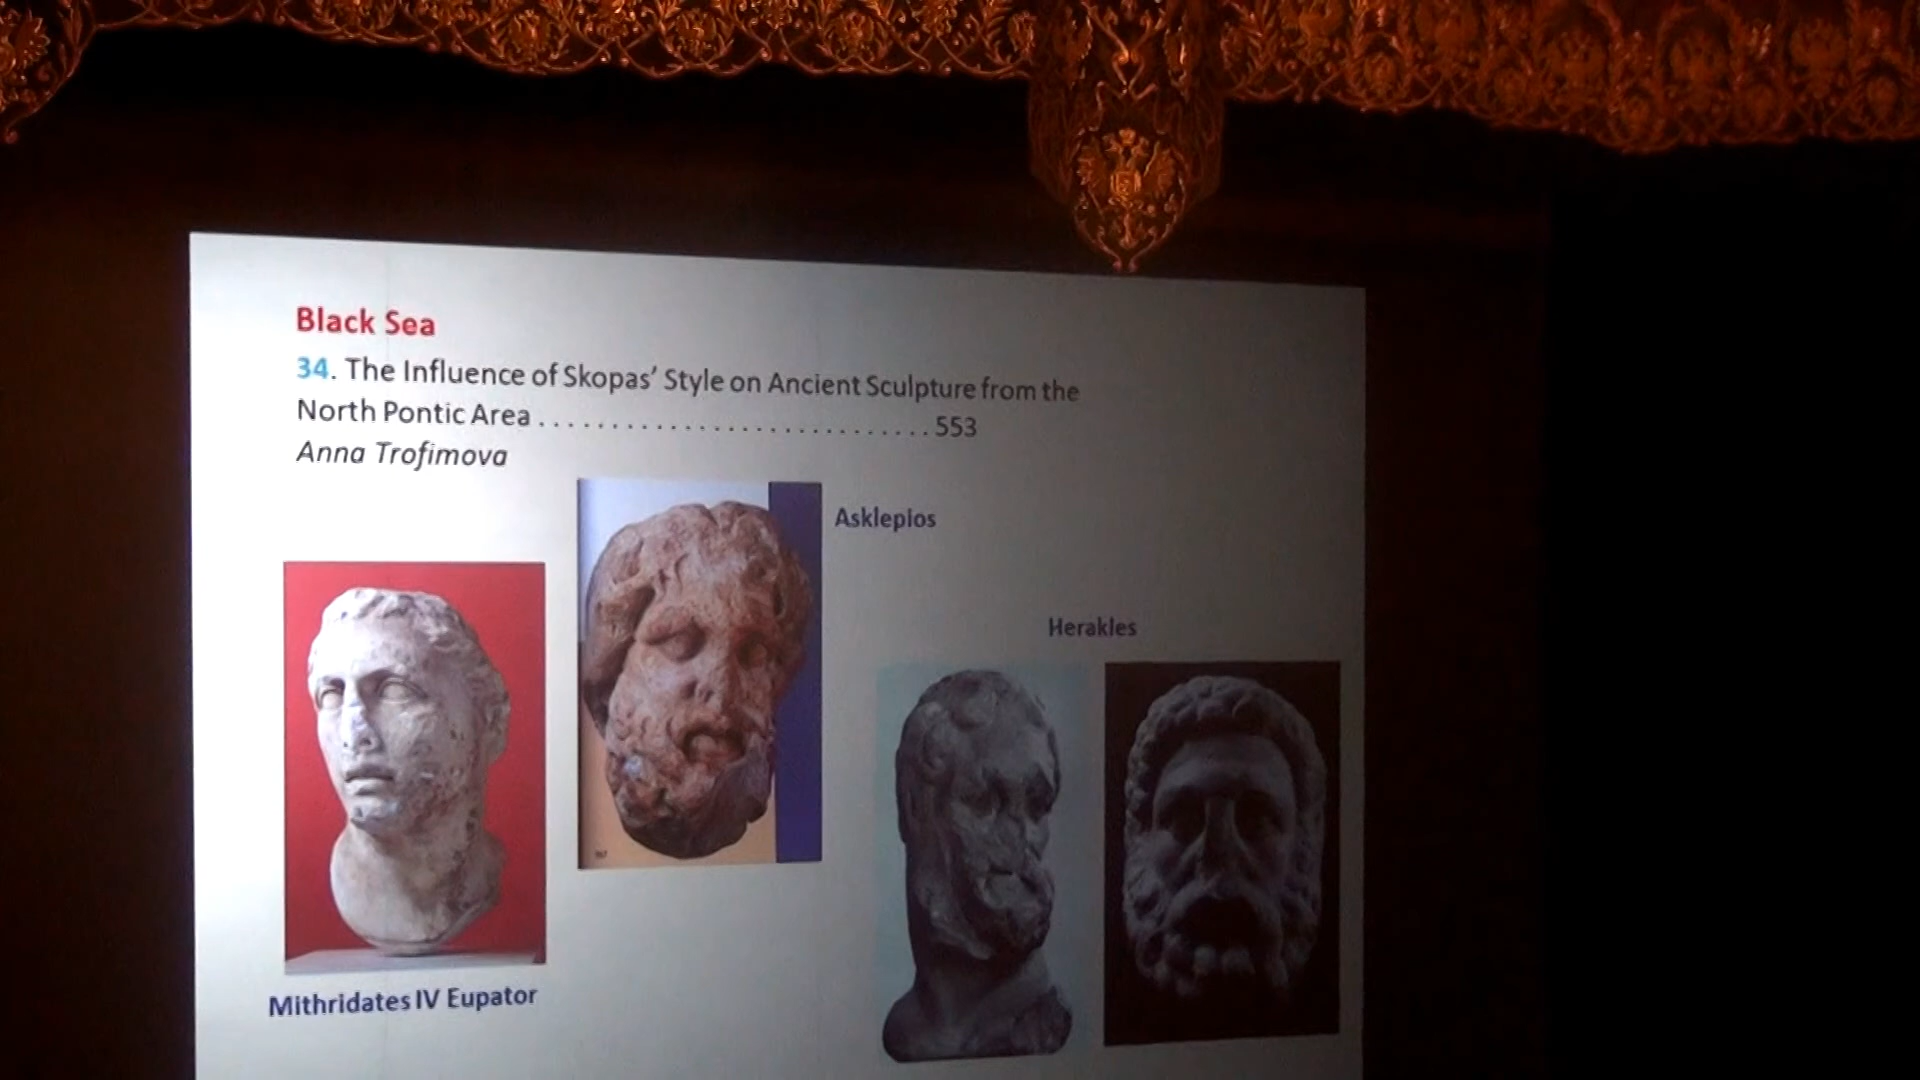 Black Sea
34. The Influence of Skopas’ Style on Ancient Sculpture from the
North Pontic Area ........................... 553
Anna Trofimova
Asklepios
Herakles
Mithridates IV Eupator